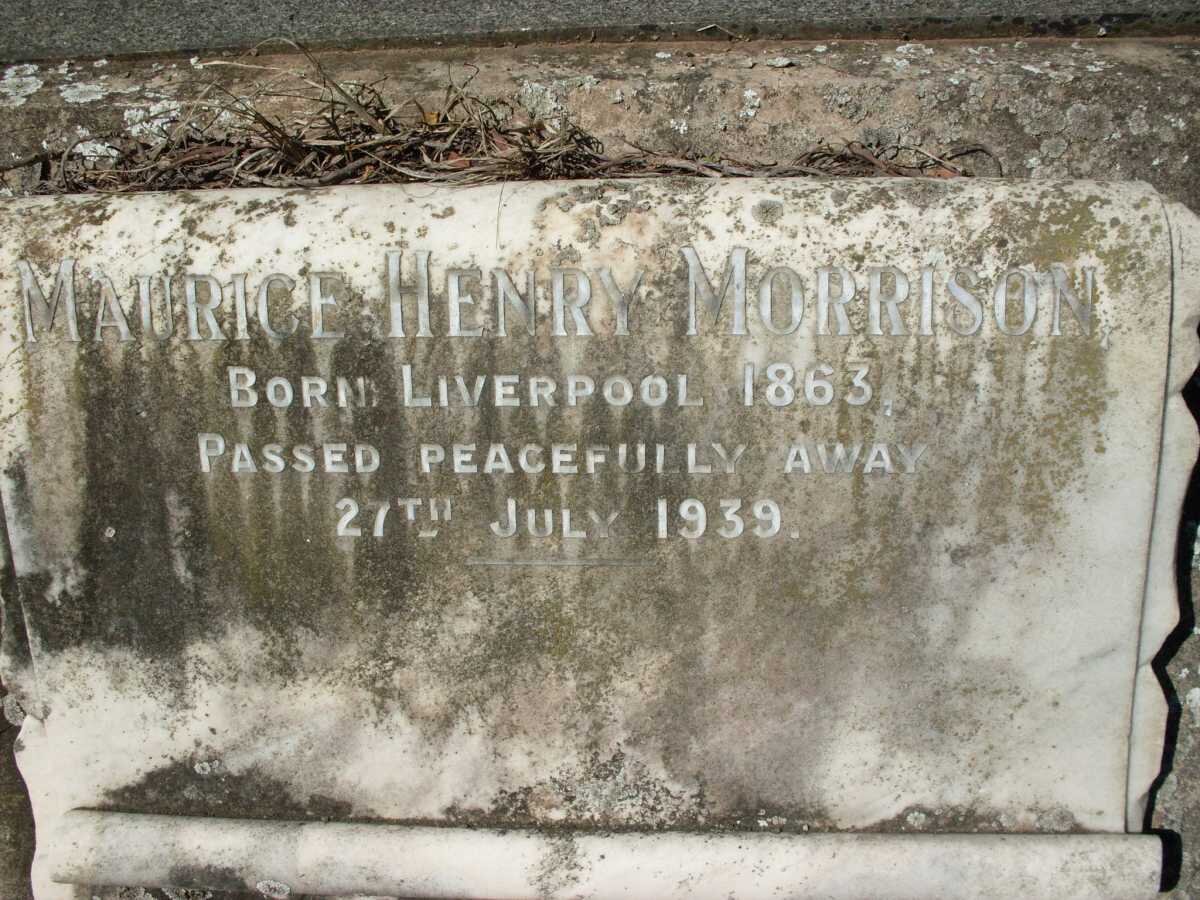 MAURICE HENRY MORRISON,
BORN LIVERPOOL 1863,
PASSED PEACEFULLY AWAY
27TH JULY 1939.